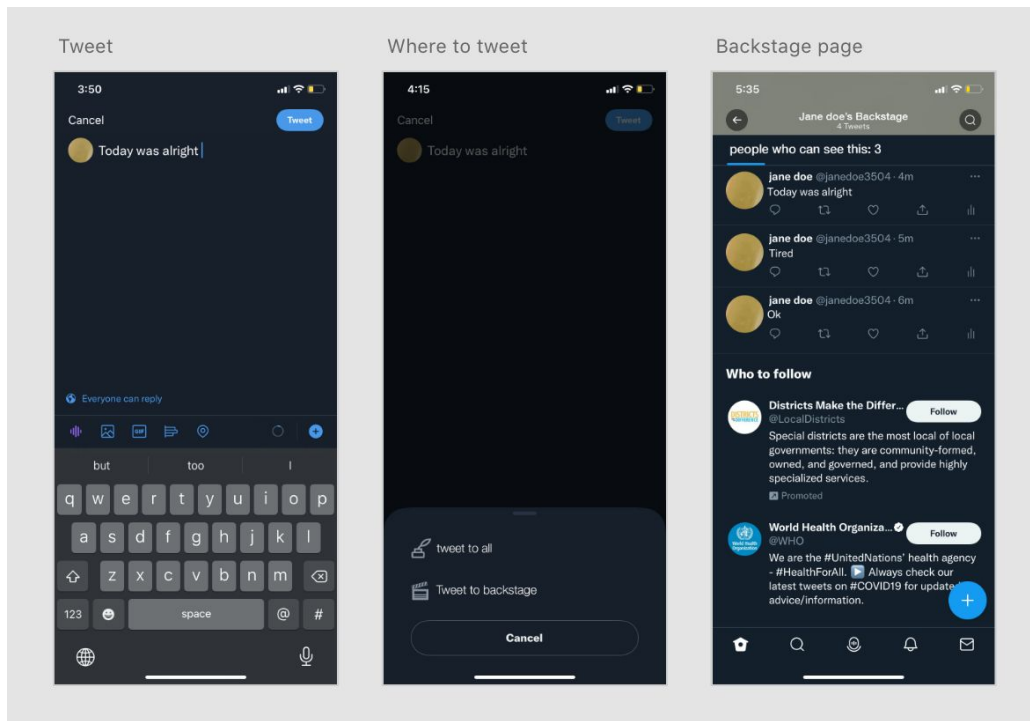 Tweet
3:50
Cancel
Tweet
Today was alright
Everyone can reply
GIF
but too I
q w e r t y u i o p
a s d f g h j k l
z x c v b n m
123 space @ #
Where to tweet
4:15
Cancel
Tweet
Today was alright
tweet to all
Tweet to backstage
Cancel
Backstage page
5:35
Jane doe's Backstage
4 Tweets
people who can see this: 3
jane doe @janedoe3504 · 4m
Today was alright
jane doe @janedoe3504 · 5m
Tired
jane doe @janedoe3504 · 6m
Ok
Who to follow
Districts Make the Differ...
Follow
@LocalDistricts
Special districts are the most local of local
governments: they are community-formed,
owned, and governed, and provide highly
specialized services.
Promoted
World Health Organiza...
Follow
@WHO
We are the #UnitedNations' health agency
- #HealthForAll. ▶️ Always check our
latest tweets on #COVID19 for updated
advice/information.